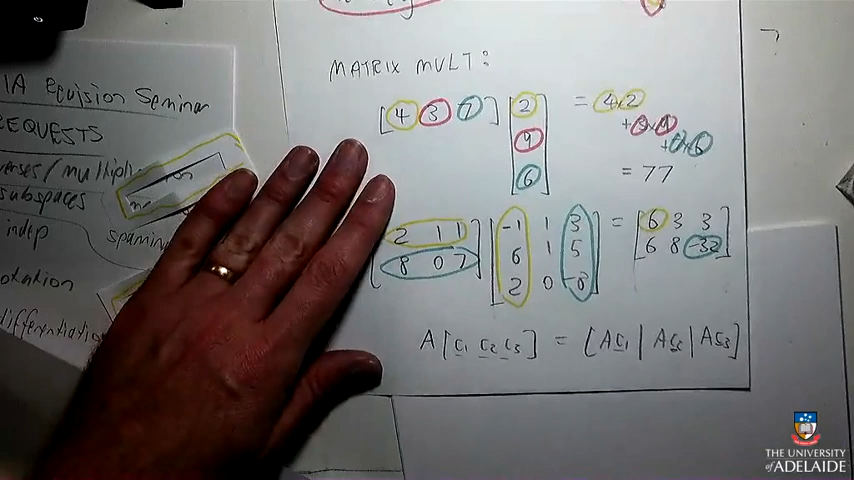 MATRIX MULT:
[4 3 7] [2 = 4x2
9 +3x9
6] +7x6
= 77
[2 1 1 [-1 1 3 = [6 3 3
8 0 7] 6 1 5 6 8 -32]
2 0 -8]
A [c1 c2 c3] = [Ac1 | Ac2 | Ac3]
1A Revision Seminar
REQUESTS
subspaces
indep
THE UNIVERSITY
of ADELAIDE